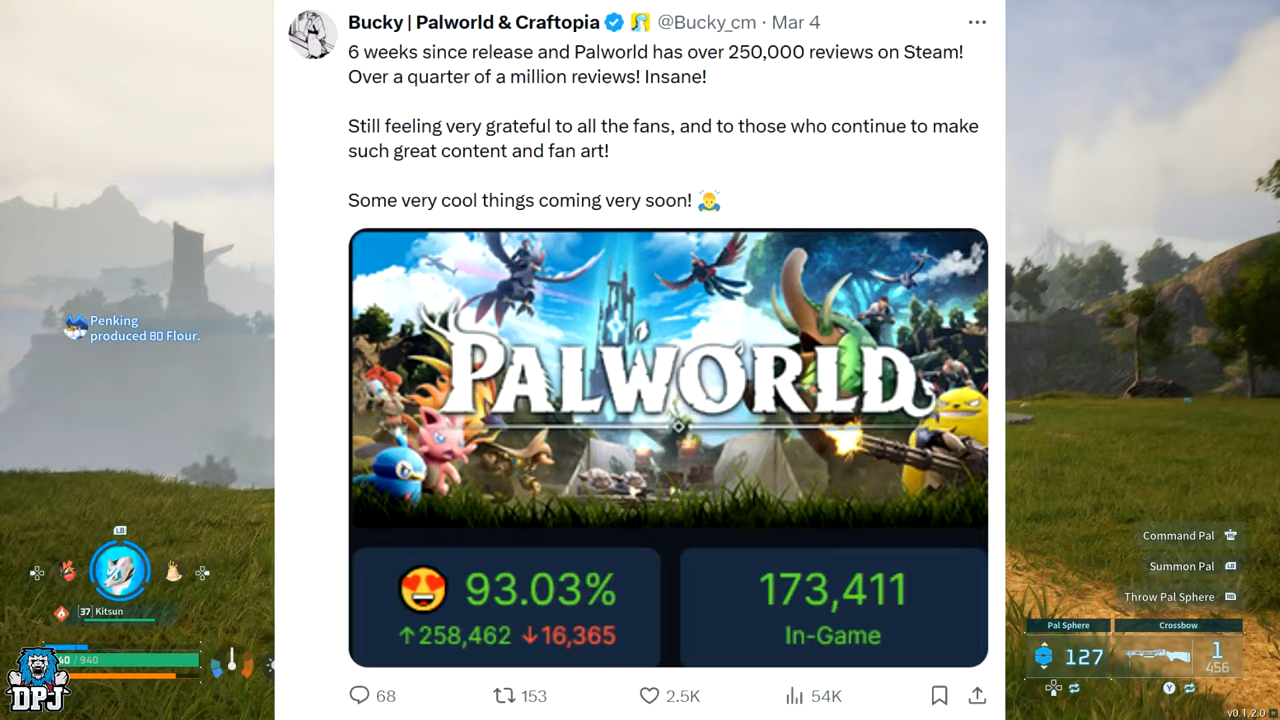 Bucky | Palworld & Craftopia @Bucky_cm · Mar 4
6 weeks since release and Palworld has over 250,000 reviews on Steam!
Over a quarter of a million reviews! Insane!
Still feeling very grateful to all the fans, and to those who continue to make
such great content and fan art!
Some very cool things coming very soon!
PALWORLD
93.03%
↑258,462 ↓16,365
173,411
In-Game
68 153 2.5K 54K
Penking
produced 80 Flour.
LB
37 Kitsun
/ 940
DPJ
Command Pal
Summon Pal LB
Throw Pal Sphere RB
Pal Sphere Crossbow
127 1
456
Y
v0.1.2.0